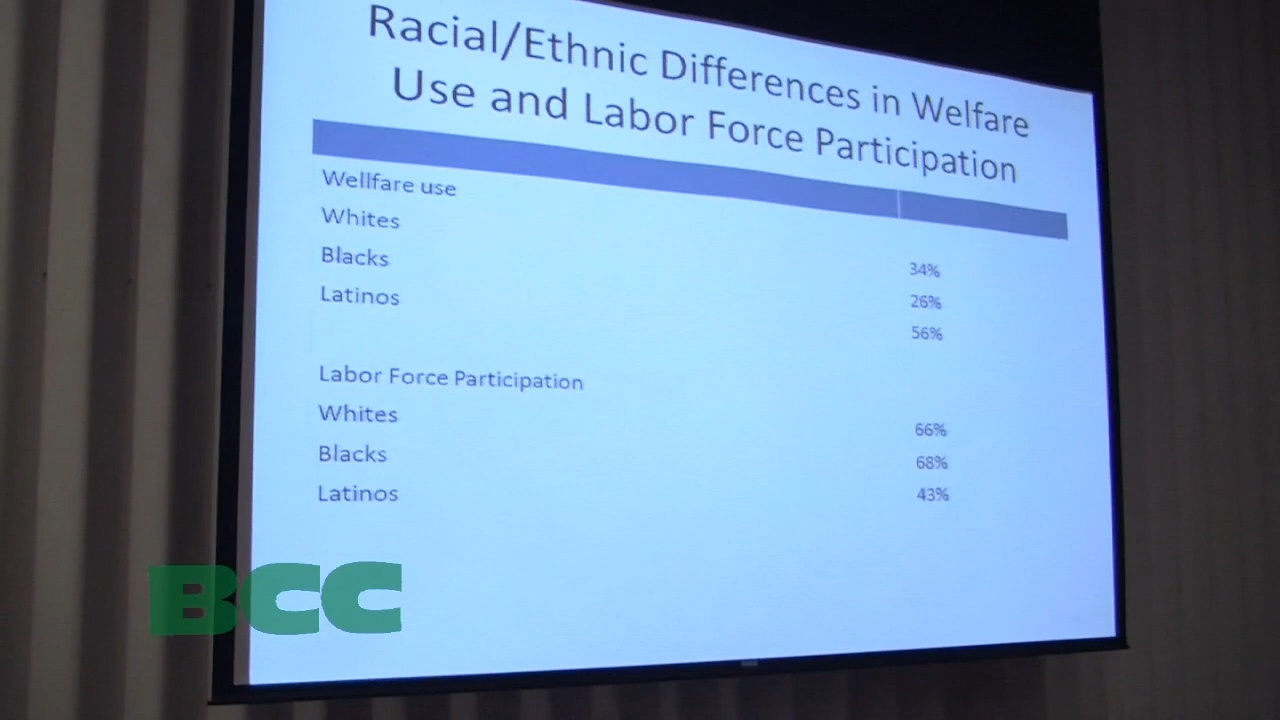 Racial/Ethnic Differences in Welfare
Use and Labor Force Participation
Wellfare use
Whites
Blacks
34%
Latinos
26%
56%
Labor Force Participation
Whites
66%
Blacks
68%
Latinos
43%
BCC